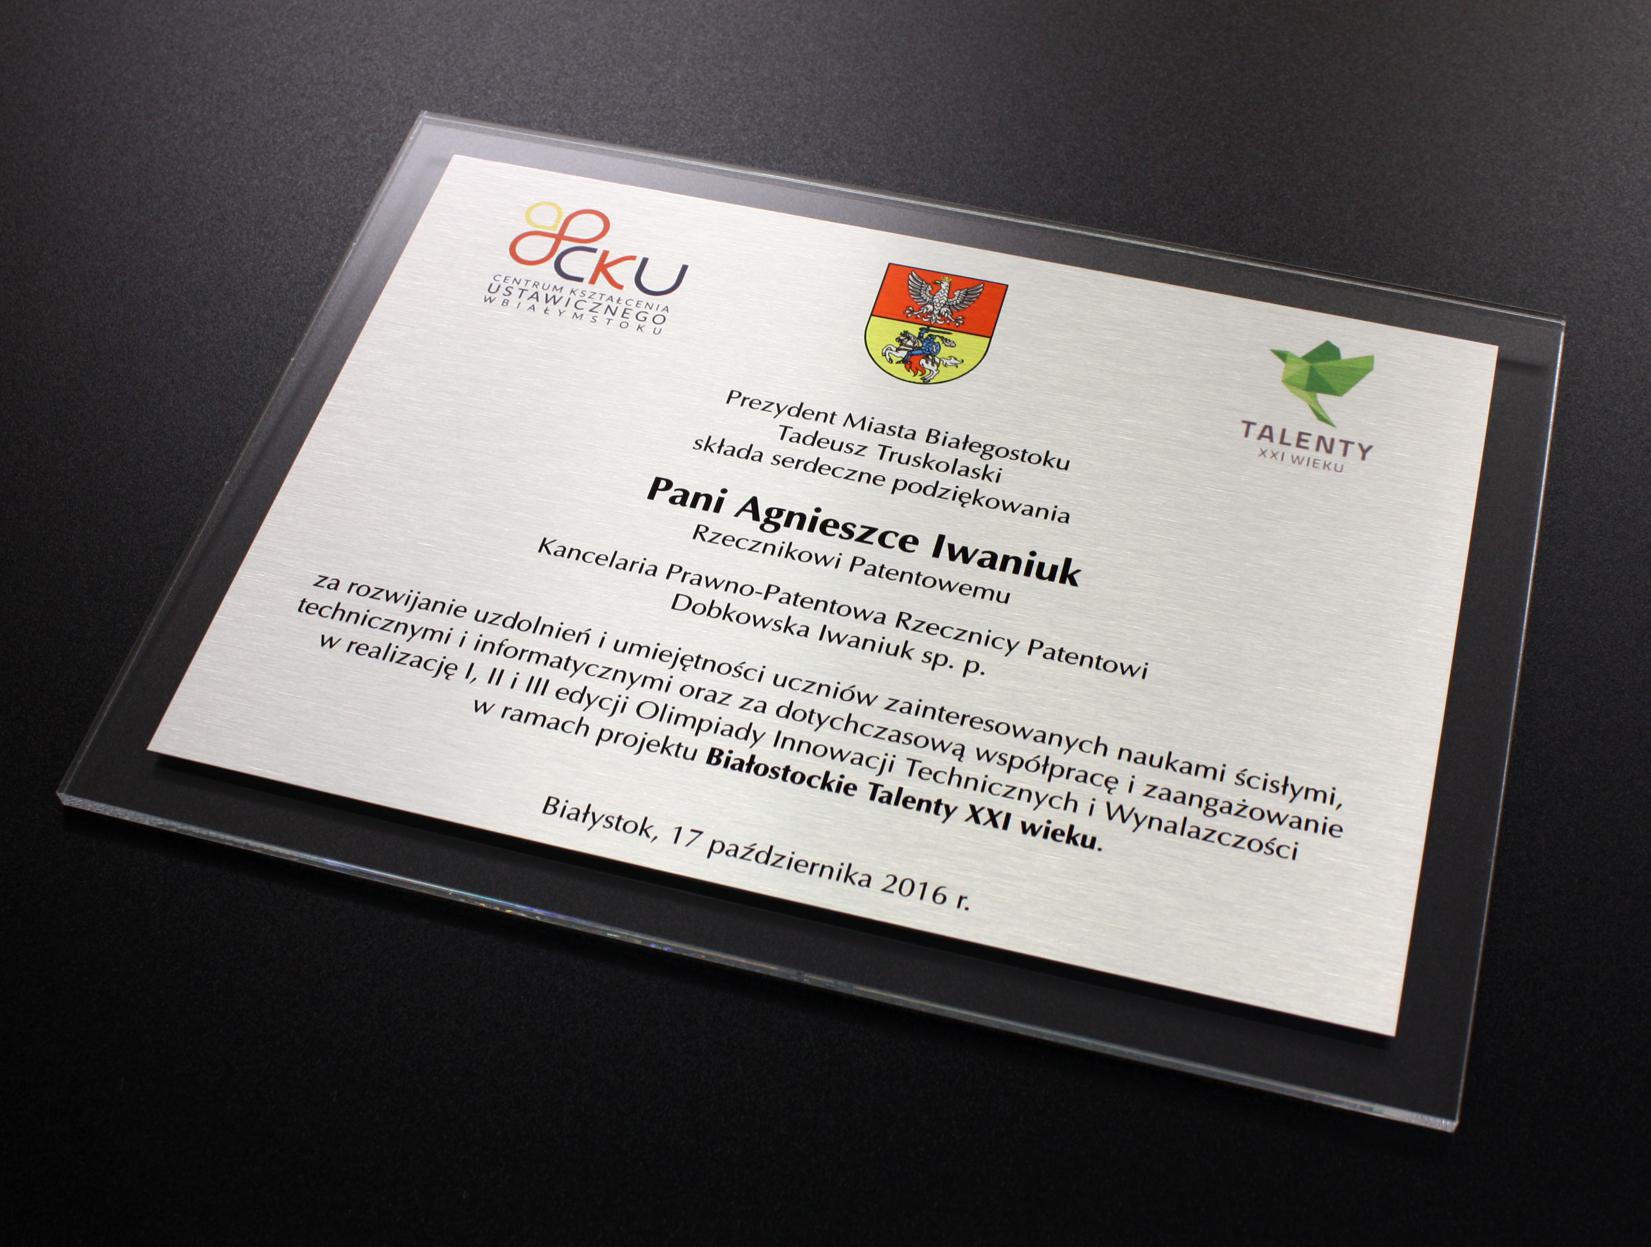 CKU
CENTRUM KSZTAŁCENIA
USTAWICZNEGO
W BIAŁYMSTOKU
TALENTY
XXI WIEKU
Prezydent Miasta Białegostoku
Tadeusz Truskolaski
składa serdeczne podziękowania
Pani Agnieszce Iwaniuk
Rzecznikowi Patentowemu
Kancelaria Prawno-Patentowa Rzecznicy Patentowi
Dobkowska Iwaniuk sp. p.
za rozwijanie uzdolnień i umiejętności uczniów zainteresowanych naukami ścisłymi,
technicznymi i informatycznymi oraz za dotychczasową współpracę i zaangażowanie
w realizację I, II i III edycji Olimpiady Innowacji Technicznych i Wynalazczości
w ramach projektu Białostockie Talenty XXI wieku.
Białystok, 17 października 2016 r.